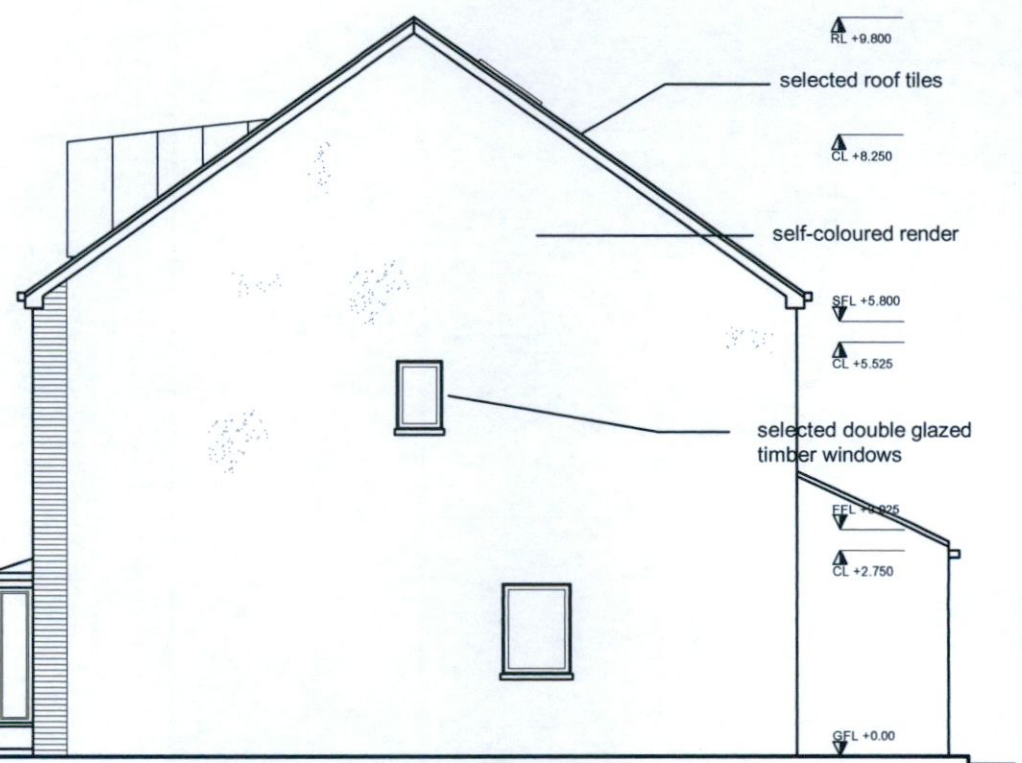 RL +9.800
selected roof tiles
CL +8.250
self-coloured render
SFL +5.800
CL +5.525
selected double glazed
timber windows
FFL
CL +2.750
GFL +0.00